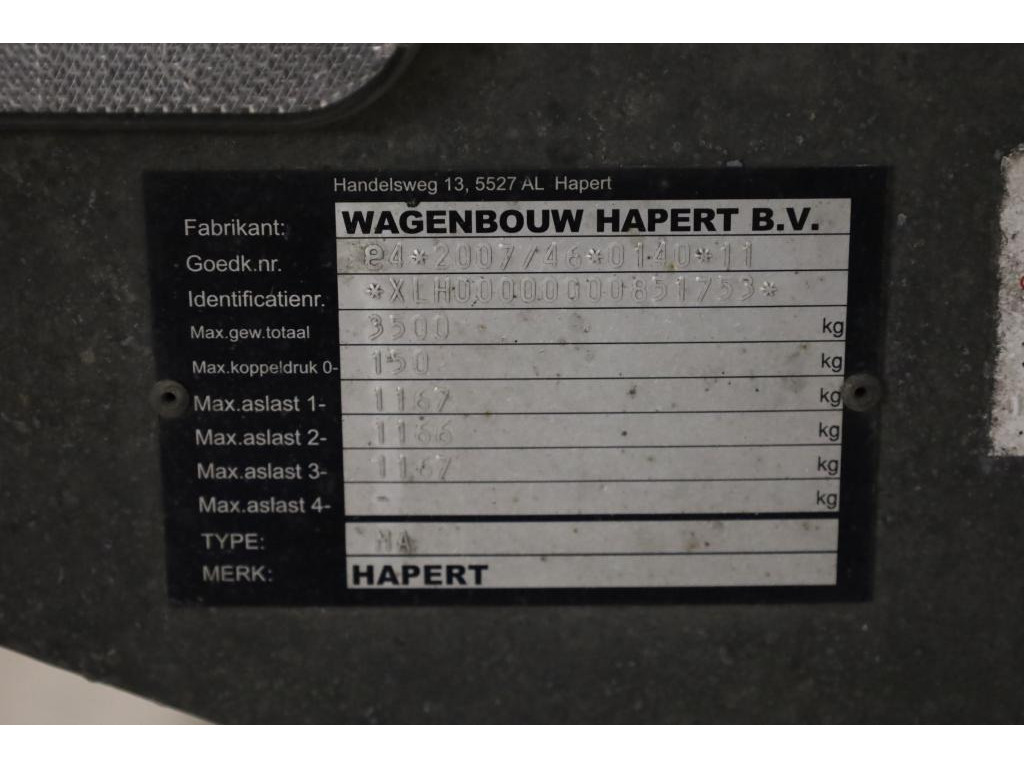 Handelsweg 13, 5527 AL Hapert
Fabrikant: WAGENBOUW HAPERT B.V.
Goedk.nr. e4*2007/46*0140*11
Identificatienr. *XLH00000000851753*
Max.gew.totaal 3500 kg
Max.koppeldruk 0- 150 kg
Max.aslast 1- 1167 kg
Max.aslast 2- 1166 kg
Max.aslast 3- 1167 kg
Max.aslast 4- - kg
TYPE: NA
MERK: HAPERT